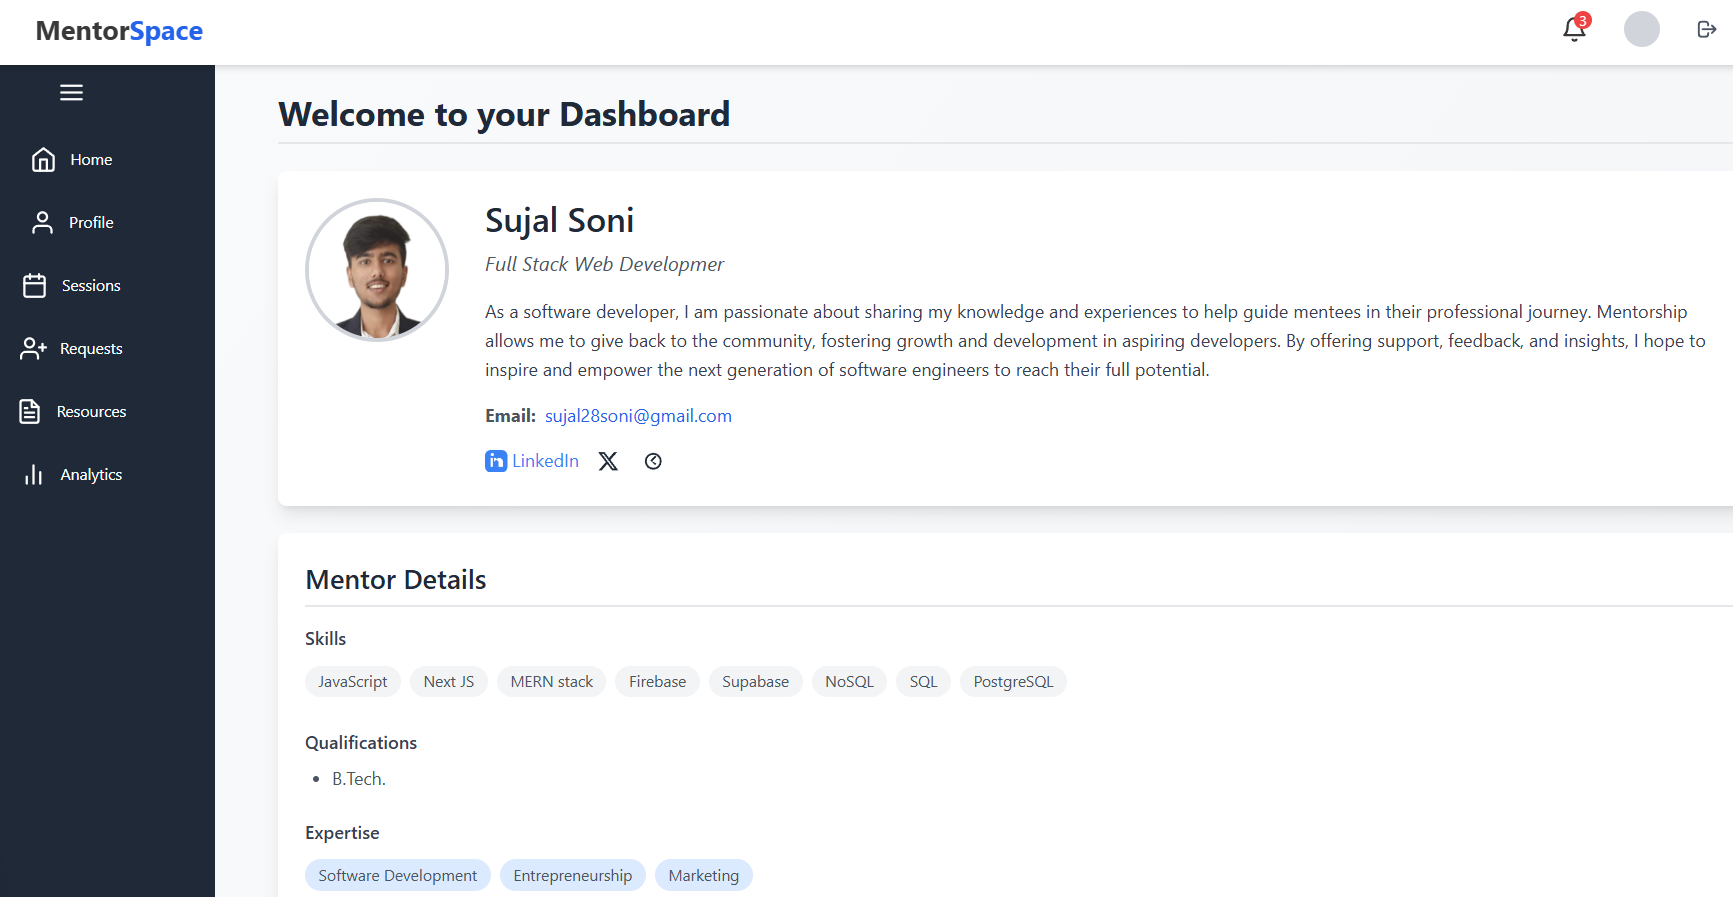 MentorSpace
3
Home
Profile
Sessions
Requests
Resources
Analytics
Welcome to your Dashboard
Sujal Soni
Full Stack Web Developmer
As a software developer, I am passionate about sharing my knowledge and experiences to help guide mentees in their professional journey. Mentorship
allows me to give back to the community, fostering growth and development in aspiring developers. By offering support, feedback, and insights, I hope to
inspire and empower the next generation of software engineers to reach their full potential.
Email: sujal28soni@gmail.com
in LinkedIn X
Mentor Details
Skills
JavaScript Next JS MERN stack Firebase Supabase NoSQL SQL PostgreSQL
Qualifications
• B.Tech.
Expertise
Software Development Entrepreneurship Marketing